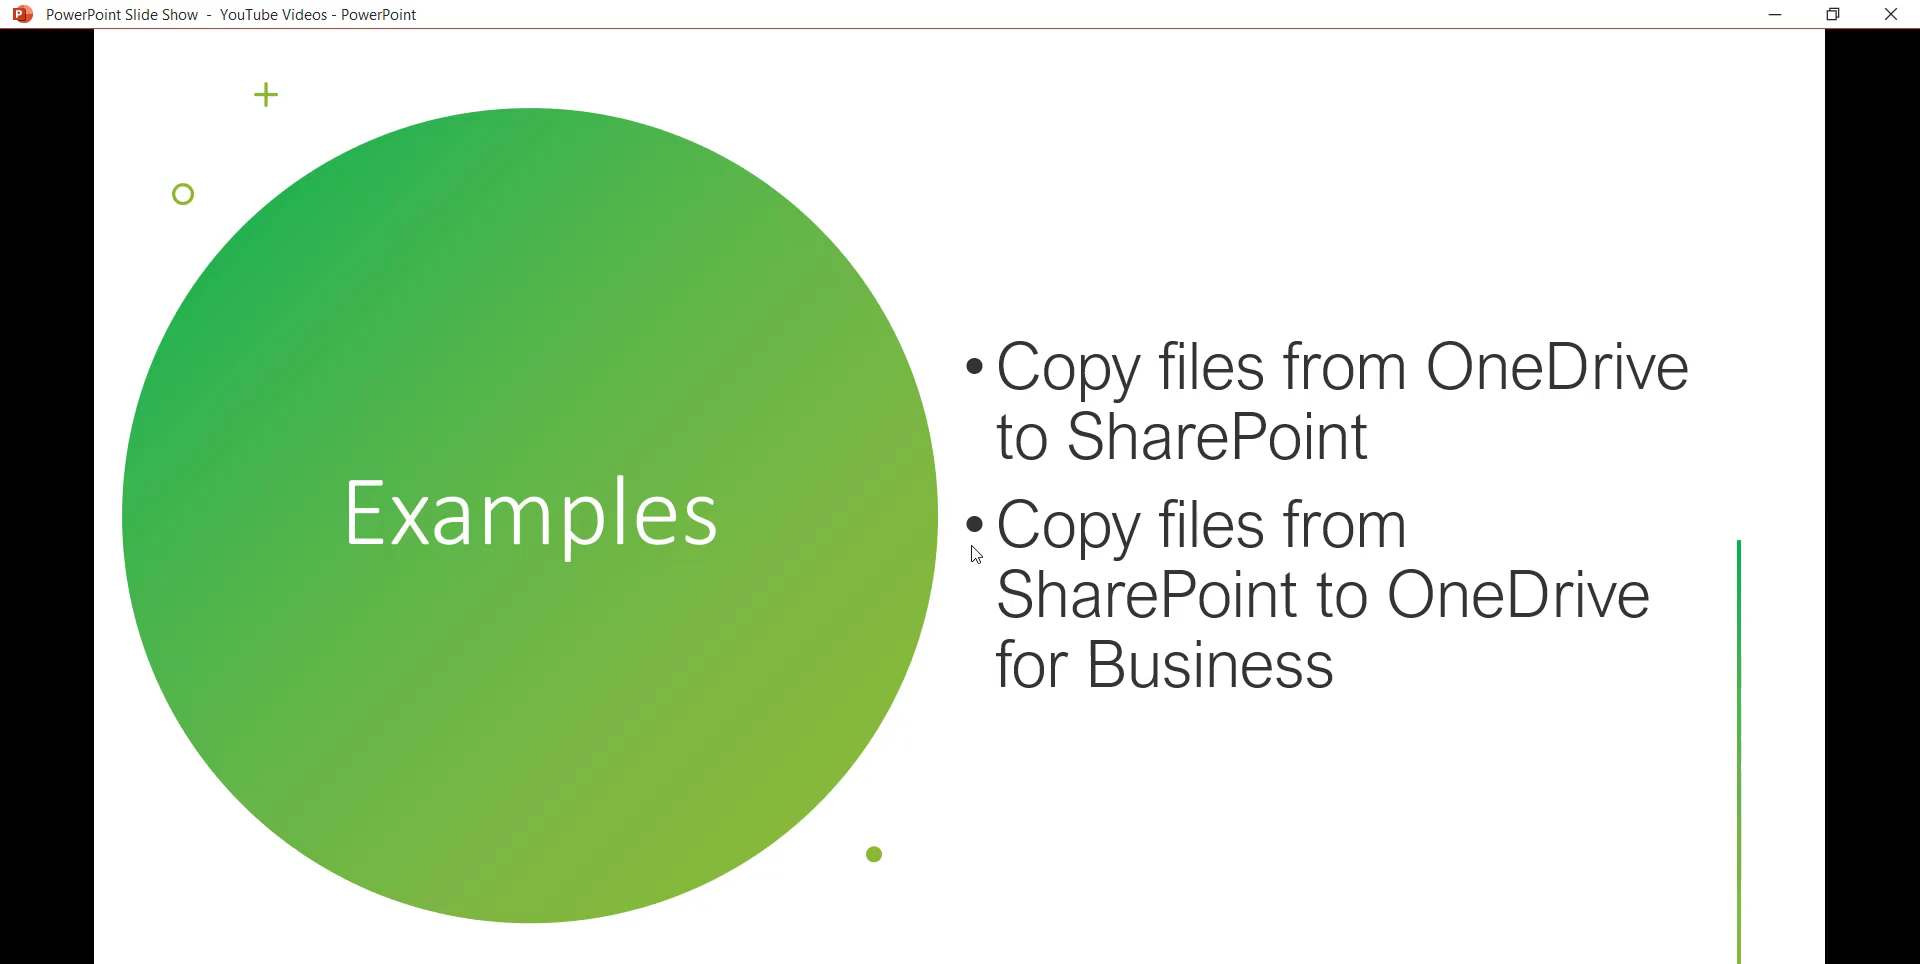 PowerPoint Slide Show - YouTube Videos - PowerPoint
Examples
• Copy files from OneDrive
to SharePoint
• Copy files from
SharePoint to OneDrive
for Business